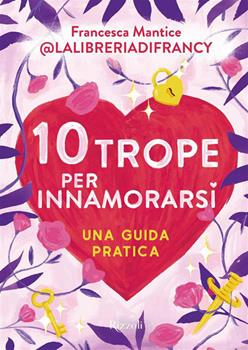 Francesca Mantice
@LALIBRERIADIFRANCY
10 TROPE
PER
INNAMORARSI
UNA GUIDA
PRATICA
Rizzoli